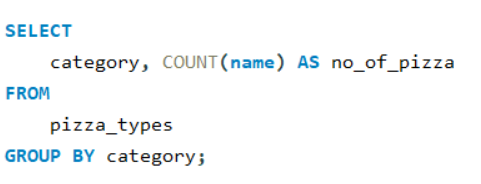 SELECT
    category, COUNT(name) AS no_of_pizza
FROM
    pizza_types
GROUP BY category;